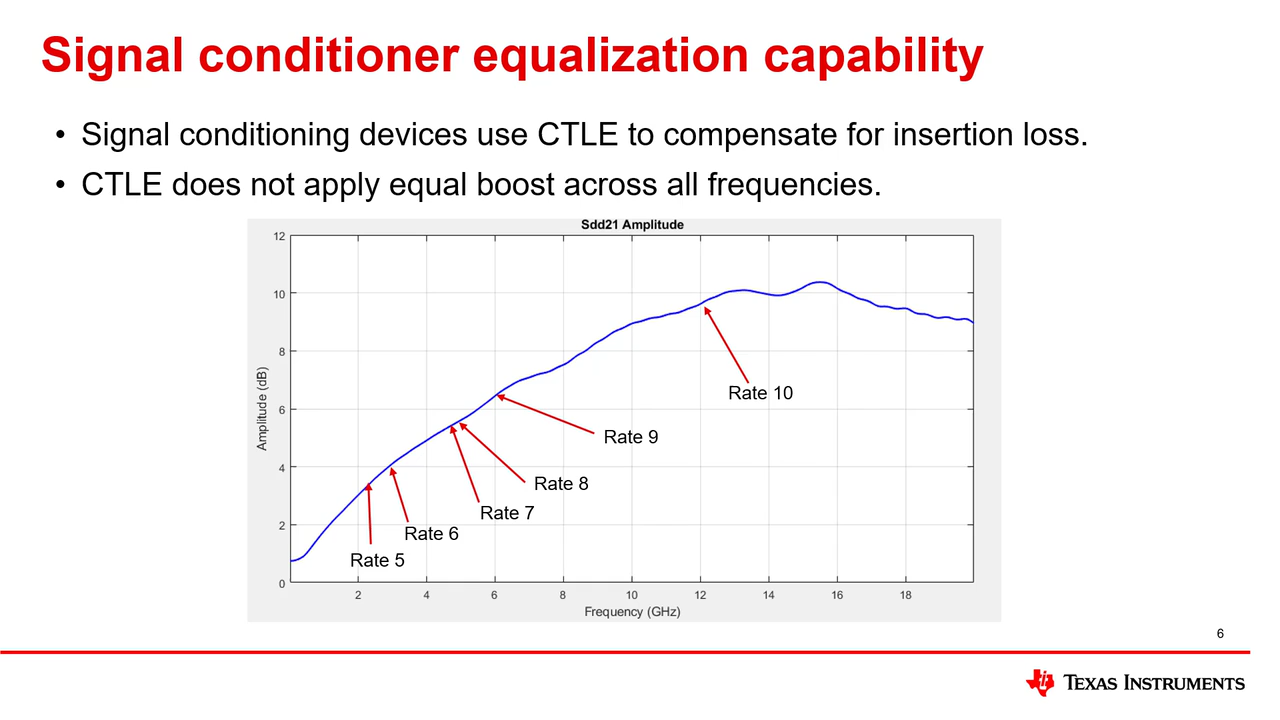 Signal conditioner equalization capability
• Signal conditioning devices use CTLE to compensate for insertion loss.
• CTLE does not apply equal boost across all frequencies.
Sdd21 Amplitude
12
10
8
6
4
2
0
Amplitude (dB)
Rate 10
Rate 9
Rate 8
Rate 7
Rate 6
Rate 5
2 4 6 8 10 12 14 16 18
Frequency (GHz)
6
TEXAS INSTRUMENTS